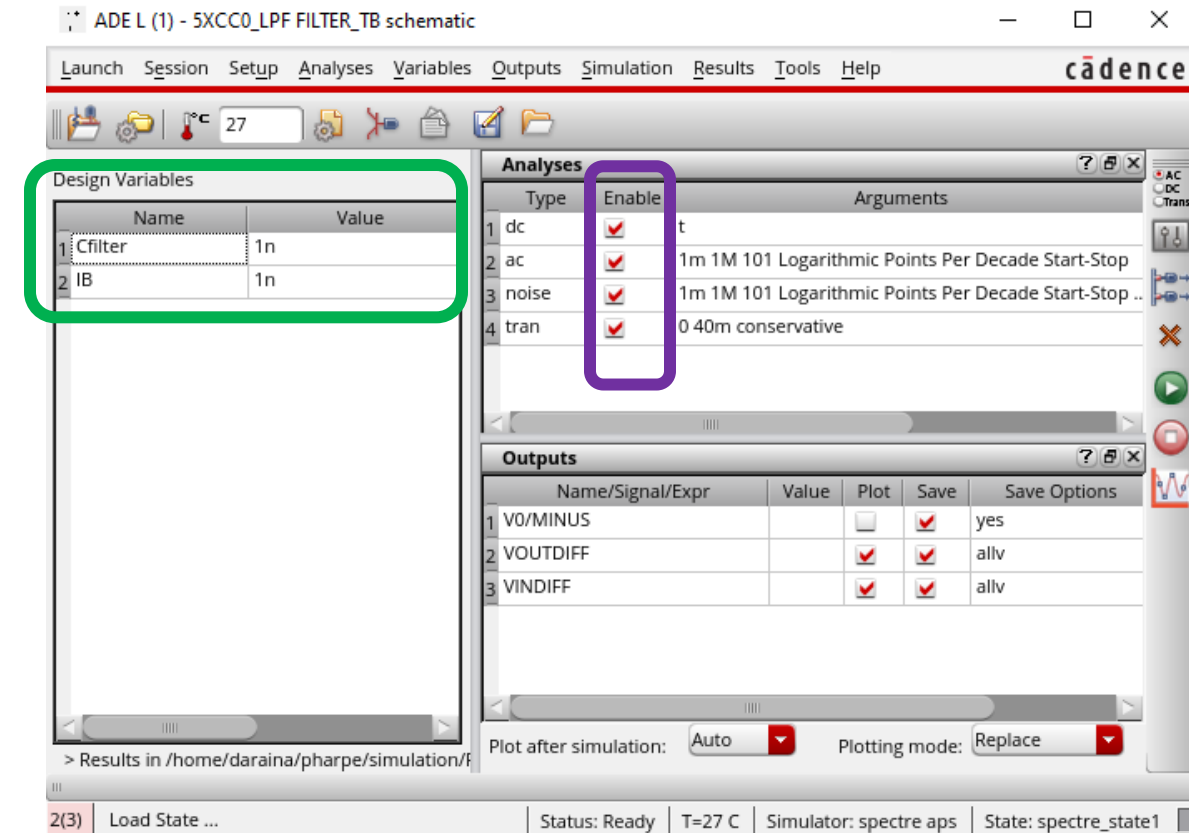 ADE L (1) - 5XCC0_LPF FILTER_TB schematic
Launch Session Setup Analyses Variables Outputs Simulation Results Tools Help cādence
°C 27
Design Variables
Name Value
1 Cfilter 1n
2 IB 1n
Analyses
Type Enable Arguments
1 dc t
2 ac 1m 1M 101 Logarithmic Points Per Decade Start-Stop
3 noise 1m 1M 101 Logarithmic Points Per Decade Start-Stop ..
4 tran 0 40m conservative
AC
DC
Trans
Outputs
Name/Signal/Expr Value Plot Save Save Options
1 V0/MINUS yes
2 VOUTDIFF allv
3 VINDIFF allv
Plot after simulation: Auto Plotting mode: Replace
> Results in /home/daraina/pharpe/simulation/
2(3) Load State ... Status: Ready T=27 C Simulator: spectre aps State: spectre_state1